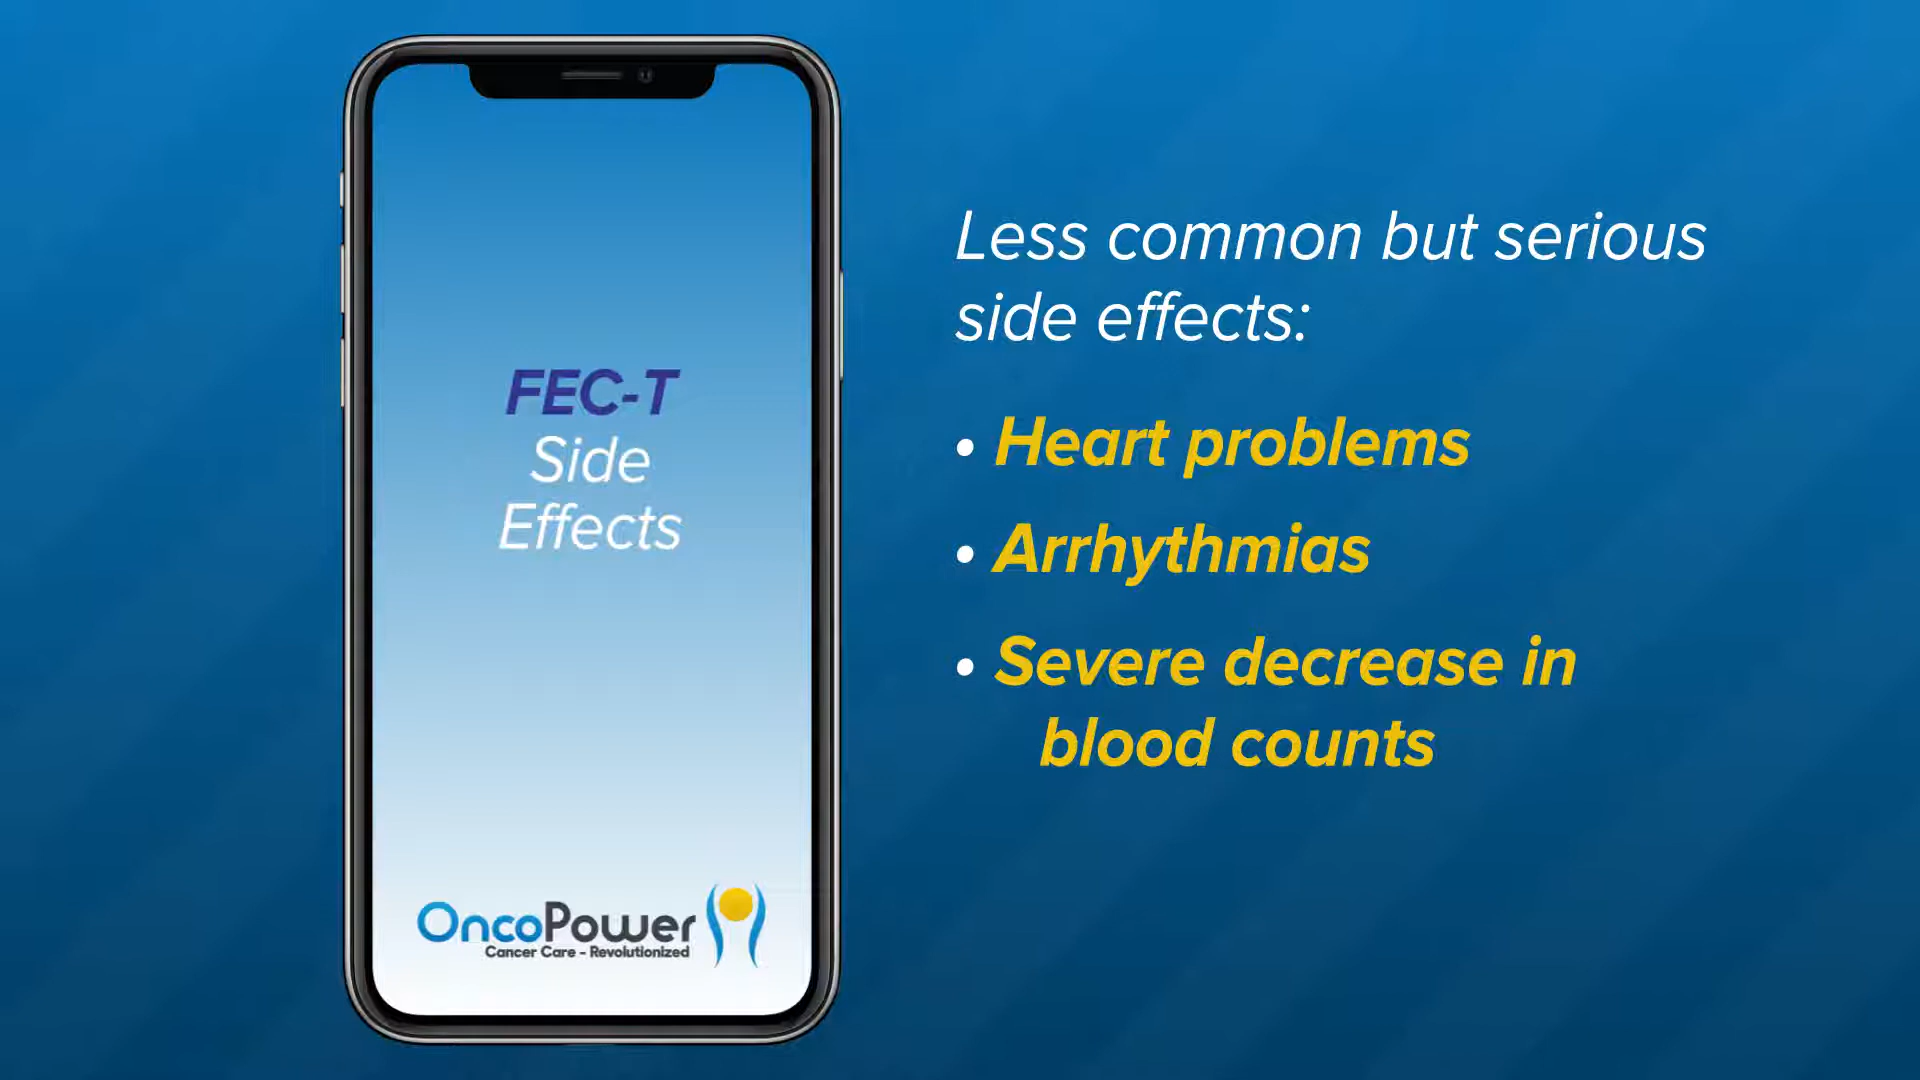 FEC-T
Side
Effects
OncoPower
Cancer Care - Revolutionized
Less common but serious
side effects:
• Heart problems
• Arrhythmias
• Severe decrease in
blood counts